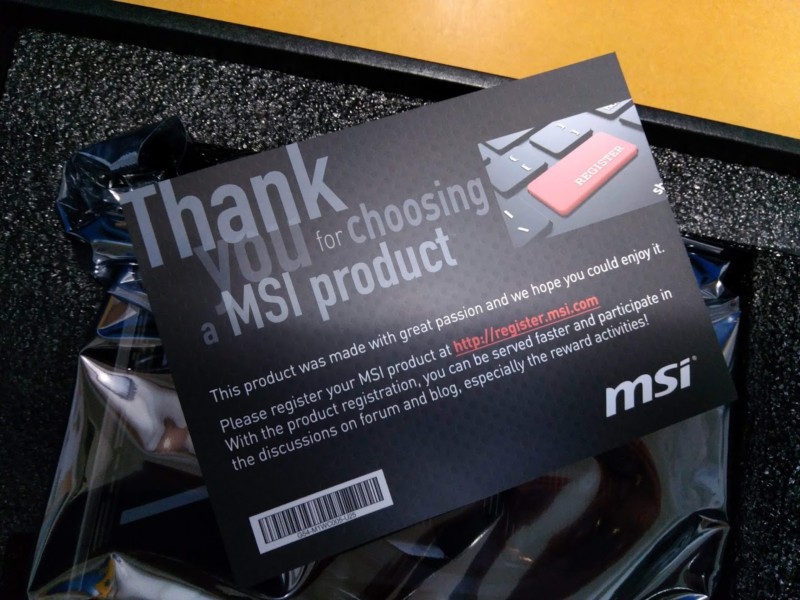 Thank
you for choosing
a MSI product
REGISTER
This product was made with great passion and we hope you could enjoy it.
Please register your MSI product at http://register.msi.com
With the product registration, you can be served faster and participate in
the discussions on forum and blog, especially the reward activities!
msi